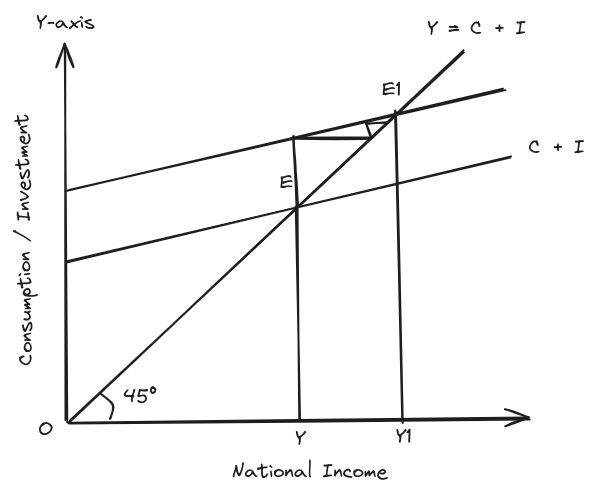 Y-axis
Y = C + I
E1
C + I
E
Consumption / Investment
45°
O
Y
Y1
National Income